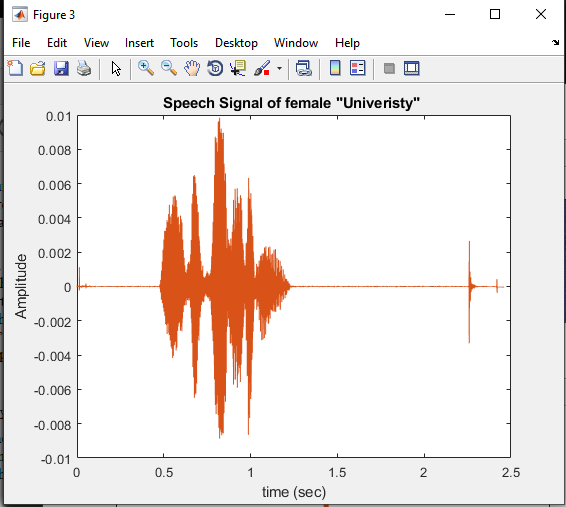 Figure 3
File Edit View Insert Tools Desktop Window Help
Speech Signal of female "Univeristy"
0.01
0.008
0.006
0.004
0.002
0
-0.002
-0.004
-0.006
-0.008
-0.01
Amplitude
0 0.5 1 1.5 2 2.5
time (sec)